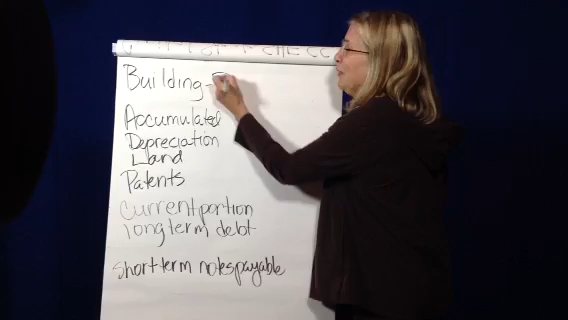 Building -
Accumulated
Depreciation
Land
Patents
Current portion
long term debt
short term notes payable